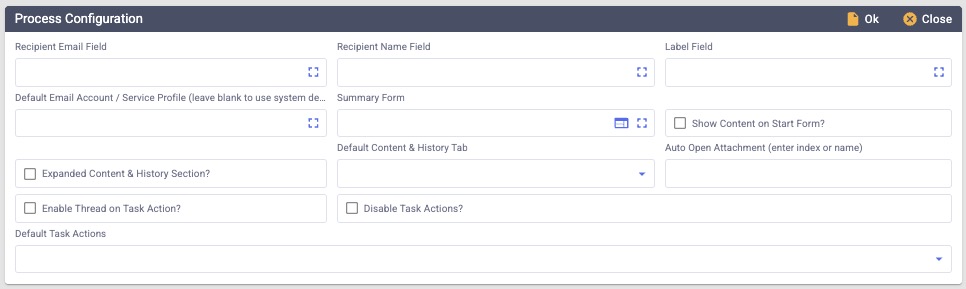 Process Configuration
Ok
Close
Recipient Email Field
Recipient Name Field
Label Field
Default Email Account / Service Profile (leave blank to use system de...
Summary Form
Show Content on Start Form?
Default Content & History Tab
Auto Open Attachment (enter index or name)
Expanded Content & History Section?
Enable Thread on Task Action?
Disable Task Actions?
Default Task Actions